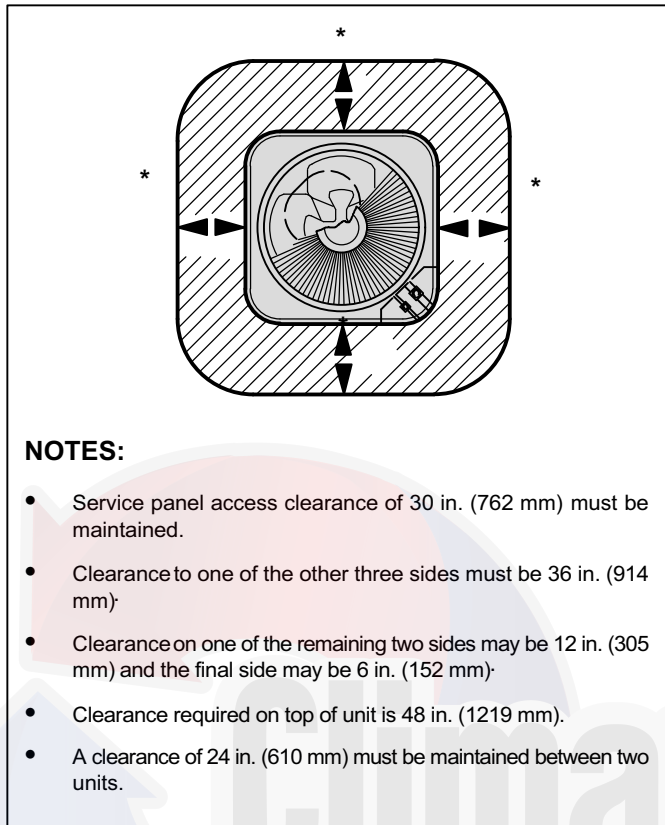 *
*
*
NOTES:
• Service panel access clearance of 30 in. (762 mm) must be
maintained.
• Clearance to one of the other three sides must be 36 in. (914
mm).
• Clearance on one of the remaining two sides may be 12 in. (305
mm) and the final side may be 6 in. (152 mm).
• Clearance required on top of unit is 48 in. (1219 mm).
• A clearance of 24 in. (610 mm) must be maintained between two
units.
Clima